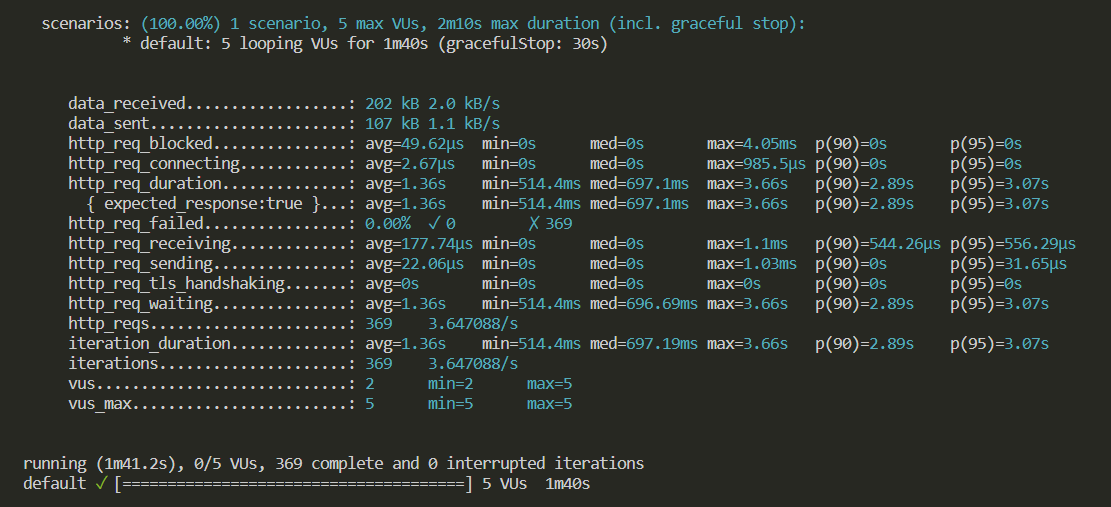 scenarios: (100.00%) 1 scenario, 5 max VUs, 2m10s max duration (incl. graceful stop):
* default: 5 looping VUs for 1m40s (gracefulStop: 30s)
data_received..................: 202 kB 2.0 kB/s
data_sent......................: 107 kB 1.1 kB/s
http_req_blocked...............: avg=49.62µs min=0s med=0s max=4.05ms p(90)=0s p(95)=0s
http_req_connecting............: avg=2.67µs min=0s med=0s max=985.5µs p(90)=0s p(95)=0s
http_req_duration..............: avg=1.36s min=514.4ms med=697.1ms max=3.66s p(90)=2.89s p(95)=3.07s
{ expected_response:true }...: avg=1.36s min=514.4ms med=697.1ms max=3.66s p(90)=2.89s p(95)=3.07s
http_req_failed................: 0.00% ✓ 0 ✗ 369
http_req_receiving.............: avg=177.74µs min=0s med=0s max=1.1ms p(90)=544.26µs p(95)=556.29µs
http_req_sending...............: avg=22.06µs min=0s med=0s max=1.03ms p(90)=0s p(95)=31.65µs
http_req_tls_handshaking.......: avg=0s min=0s med=0s max=0s p(90)=0s p(95)=0s
http_req_waiting...............: avg=1.36s min=514.4ms med=696.69ms max=3.66s p(90)=2.89s p(95)=3.07s
http_reqs......................: 369 3.647088/s
iteration_duration.............: avg=1.36s min=514.4ms med=697.19ms max=3.66s p(90)=2.89s p(95)=3.07s
iterations.....................: 369 3.647088/s
vus............................: 2 min=2 max=5
vus_max........................: 5 min=5 max=5
running (1m41.2s), 0/5 VUs, 369 complete and 0 interrupted iterations
default ✓ [======================================] 5 VUs 1m40s